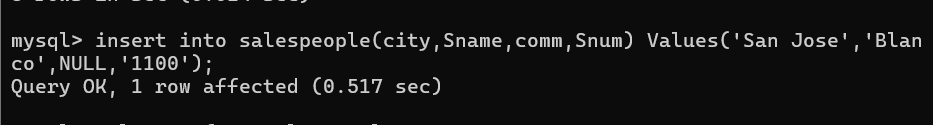 mysql> insert into salespeople(city,Sname,comm,Snum) Values('San Jose','Blan
co',NULL,'1100');
Query OK, 1 row affected (0.517 sec)